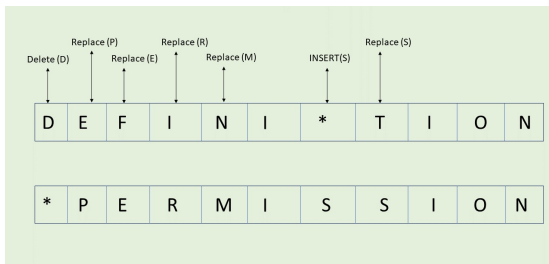 Replace (P) Replace (R) Replace (S)
Delete (D) Replace (E) Replace (M) INSERT(S)
D E F I N I * T I O N
* P E R M I S S I O N